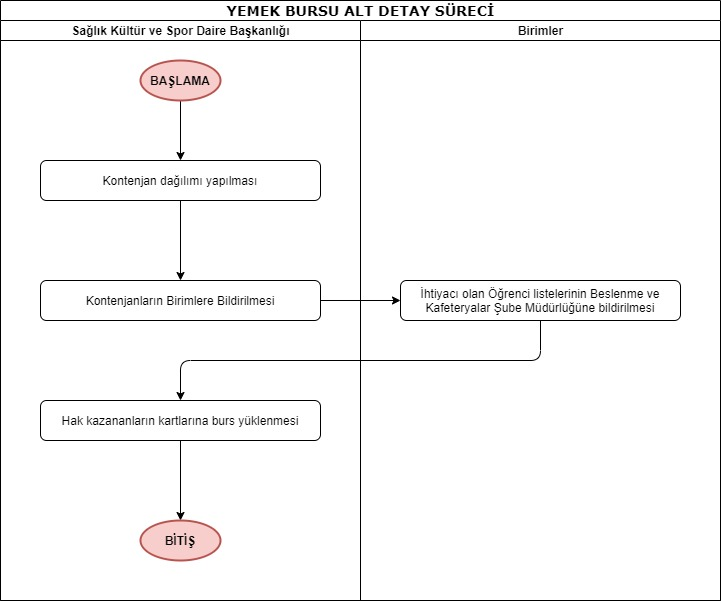 YEMEK BURSU ALT DETAY SÜRECİ
Sağlık Kültür ve Spor Daire Başkanlığı
Birimler
BAŞLAMA
Kontenjan dağılımı yapılması
Kontenjanların Birimlere Bildirilmesi
İhtiyacı olan Öğrenci listelerinin Beslenme ve
Kafeteryalar Şube Müdürlüğüne bildirilmesi
Hak kazananların kartlarına burs yüklenmesi
BİTİŞ